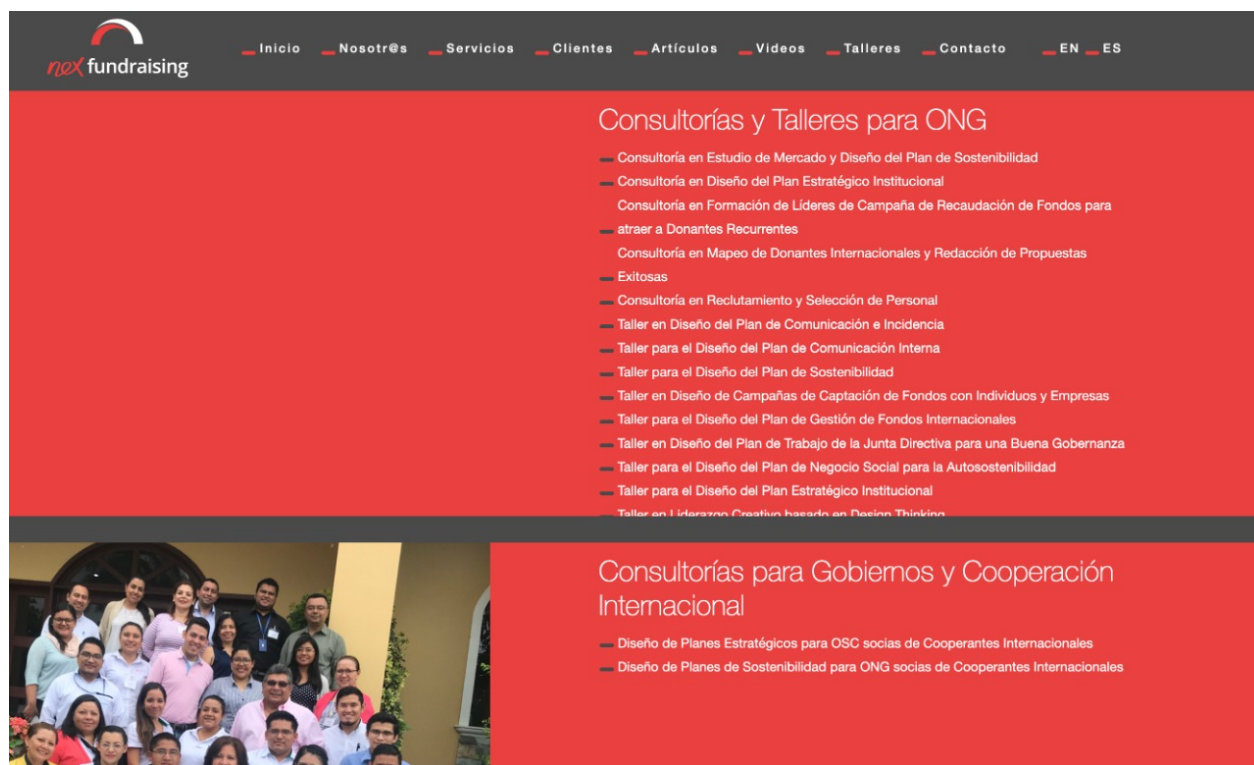 nex fundraising
Inicio Nosotr@s Servicios Clientes Artículos Videos Talleres Contacto EN ES
Consultorías y Talleres para ONG
Consultoría en Estudio de Mercado y Diseño del Plan de Sostenibilidad
Consultoría en Diseño del Plan Estratégico Institucional
Consultoría en Formación de Líderes de Campaña de Recaudación de Fondos para
atraer a Donantes Recurrentes
Consultoría en Mapeo de Donantes Internacionales y Redacción de Propuestas
Exitosas
Consultoría en Reclutamiento y Selección de Personal
Taller en Diseño del Plan de Comunicación e Incidencia
Taller para el Diseño del Plan de Comunicación Interna
Taller para el Diseño del Plan de Sostenibilidad
Taller en Diseño de Campañas de Captación de Fondos con Individuos y Empresas
Taller para el Diseño del Plan de Gestión de Fondos Internacionales
Taller en Diseño del Plan de Trabajo de la Junta Directiva para una Buena Gobernanza
Taller para el Diseño del Plan de Negocio Social para la Autosostenibilidad
Taller para el Diseño del Plan Estratégico Institucional
Taller en Liderazgo Creativo basado en Design Thinking
Consultorías para Gobiernos y Cooperación
Internacional
Diseño de Planes Estratégicos para OSC socias de Cooperantes Internacionales
Diseño de Planes de Sostenibilidad para ONG socias de Cooperantes Internacionales